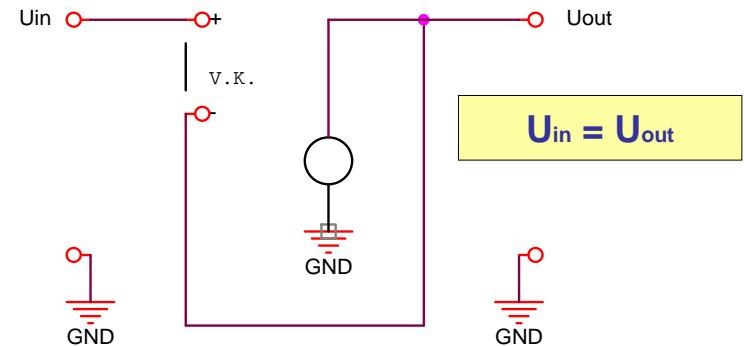 Uin + Uout
V.K.
-
Uin = Uout
GND
GND GND